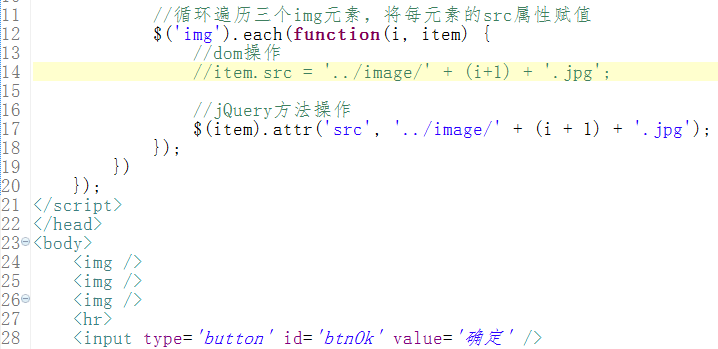 11 //循环遍历三个img元素，将每元素的src属性赋值
12 $('img').each(function(i, item) {
13 //dom操作
14 //item.src = '../image/' + (i+1) + '.jpg';
15
16 //jQuery方法操作
17 $(item).attr('src', '../image/' + (i + 1) + '.jpg');
18 });
19 })
20 });
21 </script>
22 </head>
23 <body>
24 <img />
25 <img />
26 <img />
27 <hr>
28 <input type='button' id='btnOk' value='确定' />